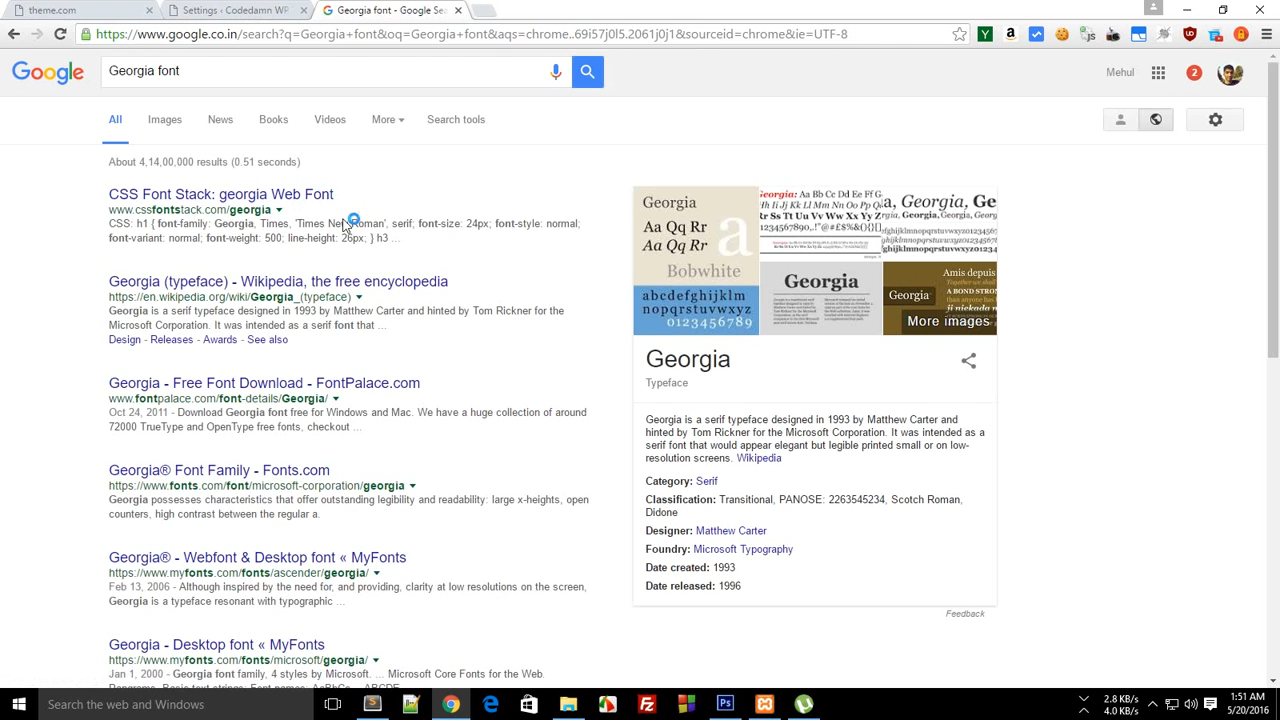 theme.com
Settings ‹ Codedamn WP
Georgia font - Google Sea
https://www.google.co.in/search?q=Georgia+font&oq=Georgia+font&aqs=chrome..69i57j0l5.2061j0j1&sourceid=chrome&ie=UTF-8
Google
Georgia font
Mehul
2
All
Images
News
Books
Videos
More
Search tools
About 4,14,00,000 results (0.51 seconds)
CSS Font Stack: georgia Web Font
www.cssfontstack.com/georgia
CSS: h1 { font-family: Georgia, Times, 'Times New Roman', serif; font-size: 24px; font-style: normal;
font-variant: normal; font-weight: 500; line-height: 26px; } h3 ...
Georgia (typeface) - Wikipedia, the free encyclopedia
https://en.wikipedia.org/wiki/Georgia_(typeface)
Georgia is a serif typeface designed in 1993 by Matthew Carter and hinted by Tom Rickner for the
Microsoft Corporation. It was intended as a serif font that ...
Design - Releases - Awards - See also
Georgia - Free Font Download - FontPalace.com
www.fontpalace.com/font-details/Georgia/
Oct 24, 2011 - Download Georgia font free for Windows and Mac. We have a huge collection of around
72000 TrueType and OpenType free fonts, checkout ...
Georgia® Font Family - Fonts.com
https://www.fonts.com/font/microsoft-corporation/georgia
Georgia possesses characteristics that offer outstanding legibility and readability: large x-heights, open
counters, high contrast between the regular a.
Georgia® - Webfont & Desktop font « MyFonts
https://www.myfonts.com/fonts/ascender/georgia/
Feb 13, 2006 - Although inspired by the need for, and providing, clarity at low resolutions on the screen,
Georgia is a typeface resonant with typographic ...
Georgia - Desktop font « MyFonts
https://www.myfonts.com/fonts/microsoft/georgia/
Jan 1, 2000 - Georgia font family, 4 styles by Microsoft. ... Microsoft Core Fonts for the Web.
Georgia
Aa Qq Rr
Aa Qq Rr
a
Bobwhite
abcdefghijklm
nopqrstuvwxyz
0123456789
Georgia: Aa Bb Cc Dd Ee Ff G
Georgia
a, Georgia,
Georgia
Amis depuis
More images
Georgia
Typeface
Georgia is a serif typeface designed in 1993 by Matthew Carter and
hinted by Tom Rickner for the Microsoft Corporation. It was intended as a
serif font that would appear elegant but legible printed small or on low-
resolution screens. Wikipedia
Category: Serif
Classification: Transitional, PANOSE: 2263545234, Scotch Roman,
Didone
Designer: Matthew Carter
Foundry: Microsoft Typography
Date created: 1993
Date released: 1996
Feedback
Search the web and Windows
2.8 KB/s
4.0 KB/s
1:51 AM
5/20/2016